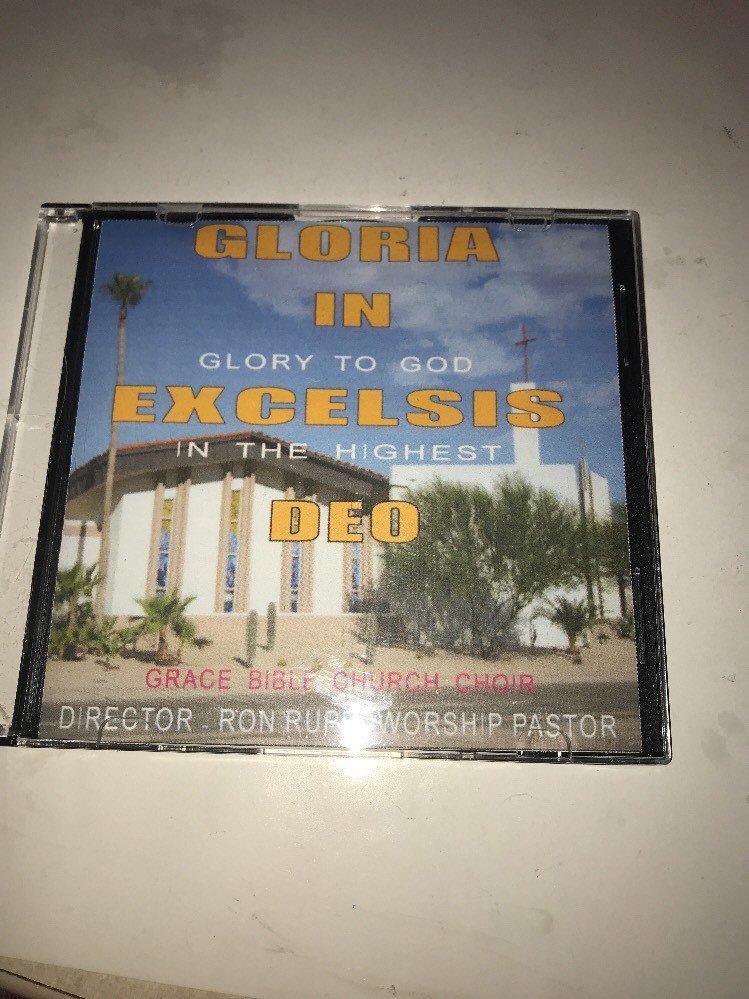 GLORIA
IN
GLORY TO GOD
EXCELSIS
IN THE HIGHEST
DEO
GRACE BIBLE CHURCH CHOIR
DIRECTOR - RON WORSHIP PASTOR